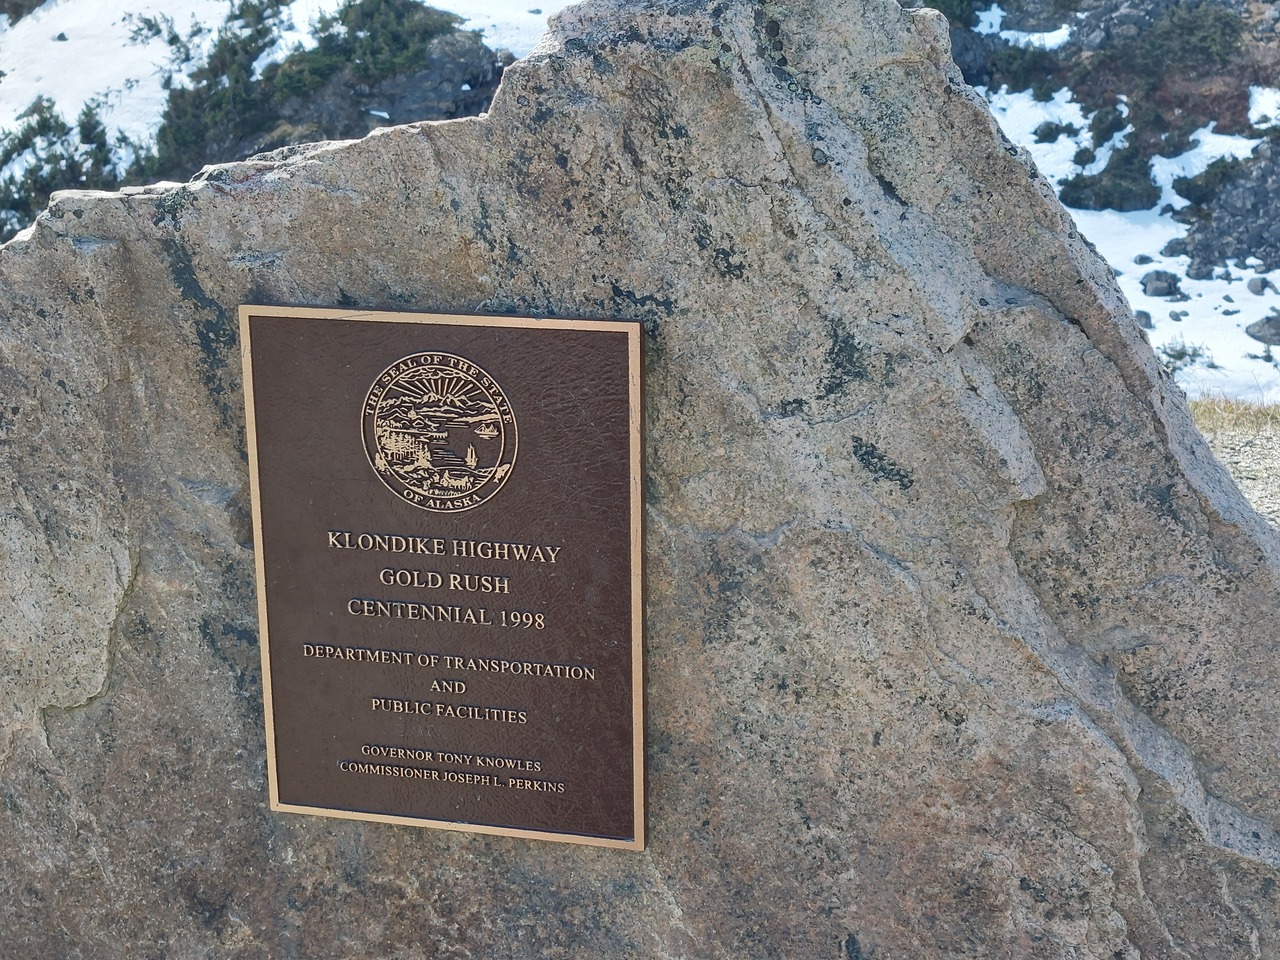 THE SEAL OF THE STATE
OF ALASKA
KLONDIKE HIGHWAY
GOLD RUSH
CENTENNIAL 1998
DEPARTMENT OF TRANSPORTATION
AND
PUBLIC FACILITIES
GOVERNOR TONY KNOWLES
COMMISSIONER JOSEPH L. PERKINS